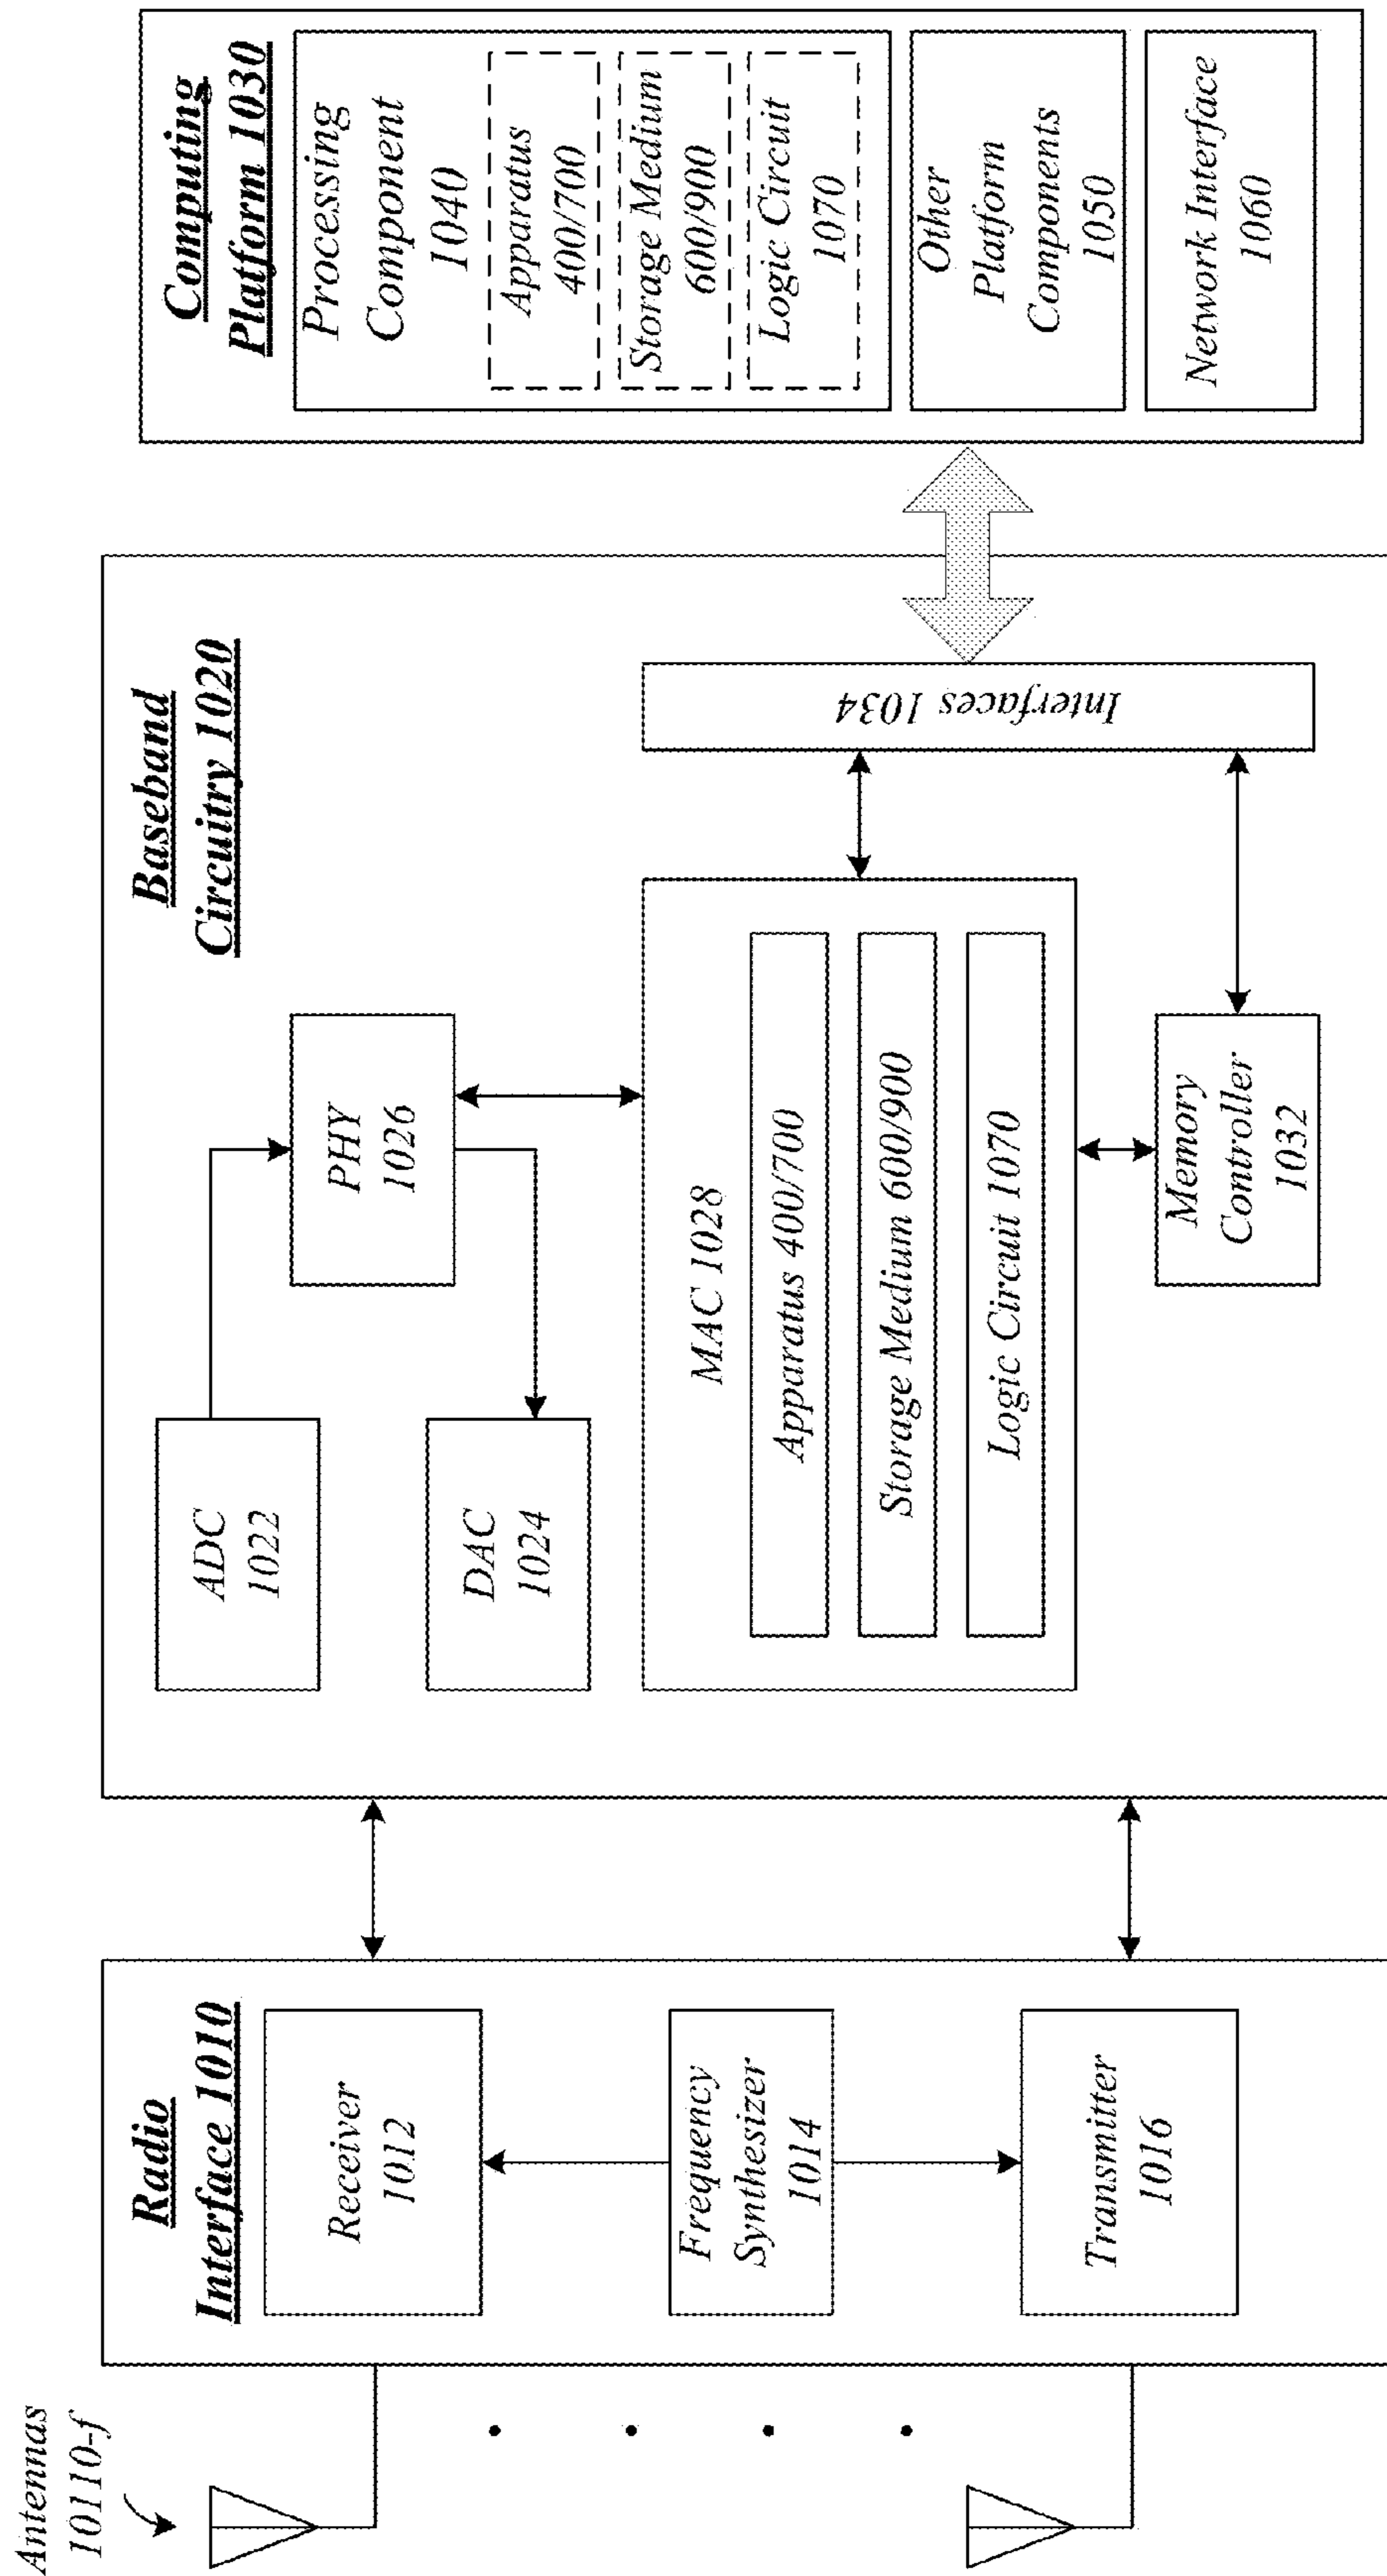 Antennas
10110-f
Radio
Interface 1010
Receiver
1012
Frequency
Synthesizer
1014
Transmitter
1016
Baseband
Circuitry 1020
ADC
1022
DAC
1024
PHY
1026
MAC 1028
Apparatus 400/700
Storage Medium 600/900
Logic Circuit 1070
Memory
Controller
1032
Interfaces 1034
Computing
Platform 1030
Processing
Component
1040
Apparatus
400/700
Storage Medium
600/900
Logic Circuit
1070
Other
Platform
Components
1050
Network Interface
1060